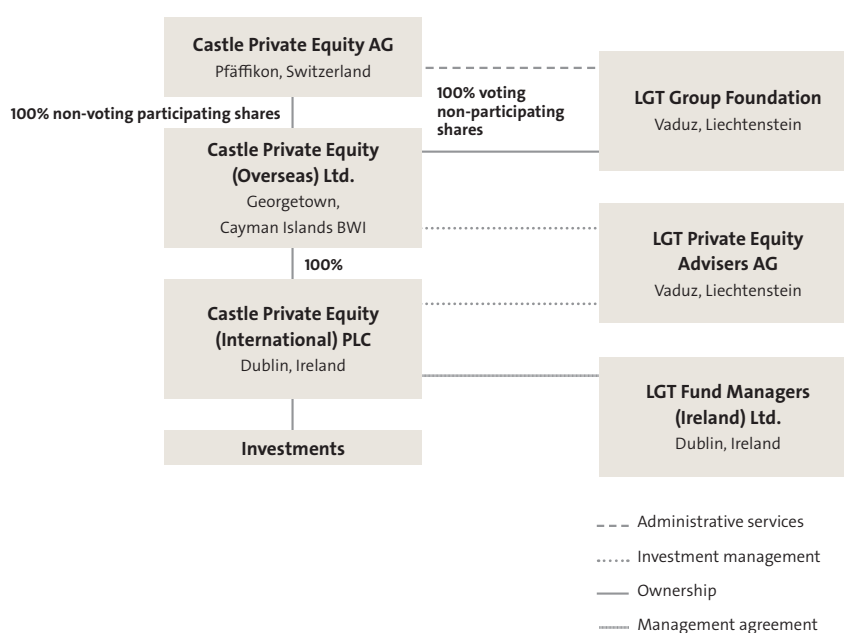 Castle Private Equity AG
Pfäffikon, Switzerland
100% non-voting participating shares
100% voting
non-participating
shares
LGT Group Foundation
Vaduz, Liechtenstein
Castle Private Equity
(Overseas) Ltd.
Georgetown,
Cayman Islands BWI
100%
LGT Private Equity
Advisers AG
Vaduz, Liechtenstein
Castle Private Equity
(International) PLC
Dublin, Ireland
LGT Fund Managers
(Ireland) Ltd.
Dublin, Ireland
Investments
Administrative services
Investment management
Ownership
Management agreement